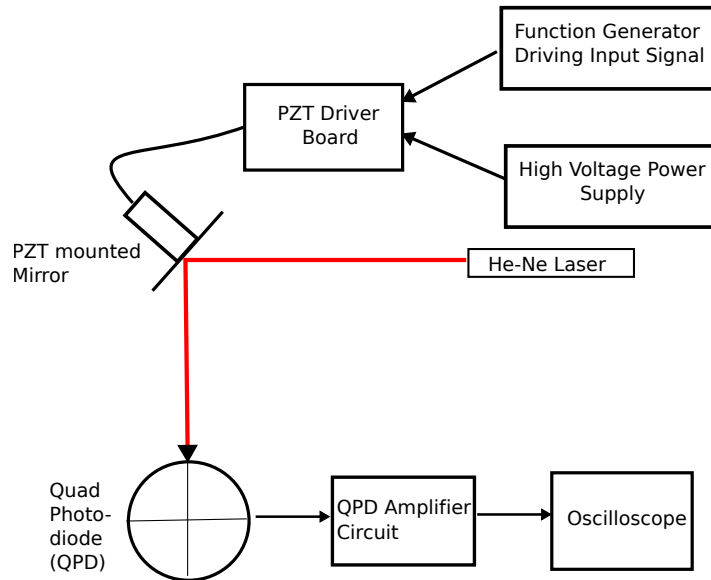 Function Generator
Driving Input Signal
PZT Driver
Board
High Voltage Power
Supply
PZT mounted
Mirror
He-Ne Laser
Quad
Photo-
diode
(QPD)
QPD Amplifier
Circuit
Oscilloscope